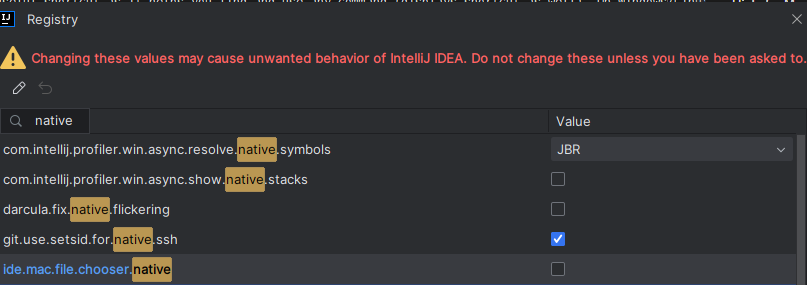 IJ Registry
Changing these values may cause unwanted behavior of IntelliJ IDEA. Do not change these unless you have been asked to.
native
Value
com.intellij.profiler.win.async.resolve.native.symbols JBR
com.intellij.profiler.win.async.show.native.stacks
darcula.fix.native.flickering
git.use.setsid.for.native.ssh
ide.mac.file.chooser.native